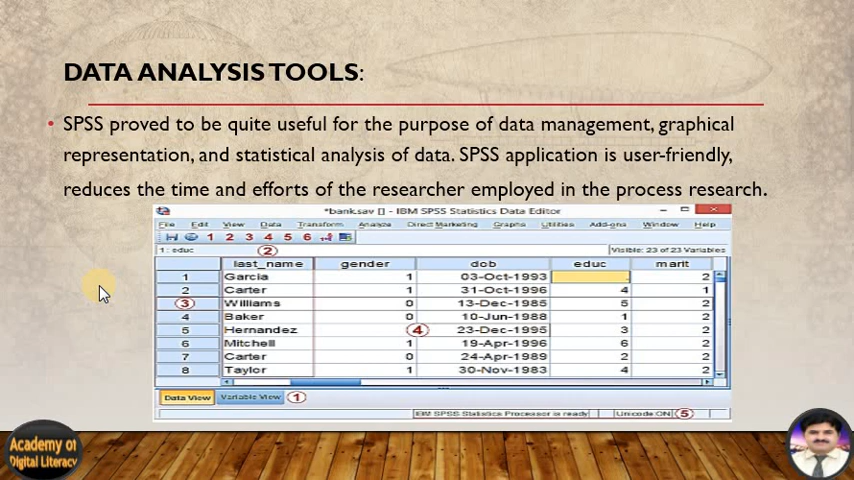 DATA ANALYSIS TOOLS:
• SPSS proved to be quite useful for the purpose of data management, graphical
representation, and statistical analysis of data. SPSS application is user-friendly,
reduces the time and efforts of the researcher employed in the process research.
*bank.sav [] - IBM SPSS Statistics Data Editor
File Edit View Data Transform Analyze Direct Marketing Graphs Utilities Add-ons Window Help
1 2 3 4 5 6
1 : educ 2 Visible: 23 of 23 Variables
last_name gender dob educ marit
1 Garcia 1 03-Oct-1993 . 2
2 Carter 1 31-Oct-1996 4 1
3 Williams 0 13-Dec-1985 5 2
4 Baker 0 10-Jun-1988 1 2
5 Hernandez 4 23-Dec-1995 3 2
6 Mitchell 1 19-Apr-1996 6 2
7 Carter 0 24-Apr-1989 2 2
8 Taylor 1 30-Nov-1983 4 2
Data View Variable View 1
IBM SPSS Statistics Processor is ready Unicode:ON 5
Academy of
Digital Literacy